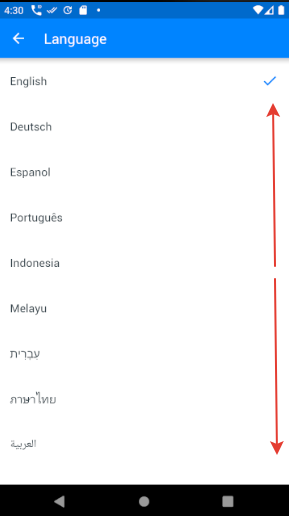 4:30
Language
English
Deutsch
Espanol
Português
Indonesia
Melayu
עִבְרִית
ภาษาไทย
العربية